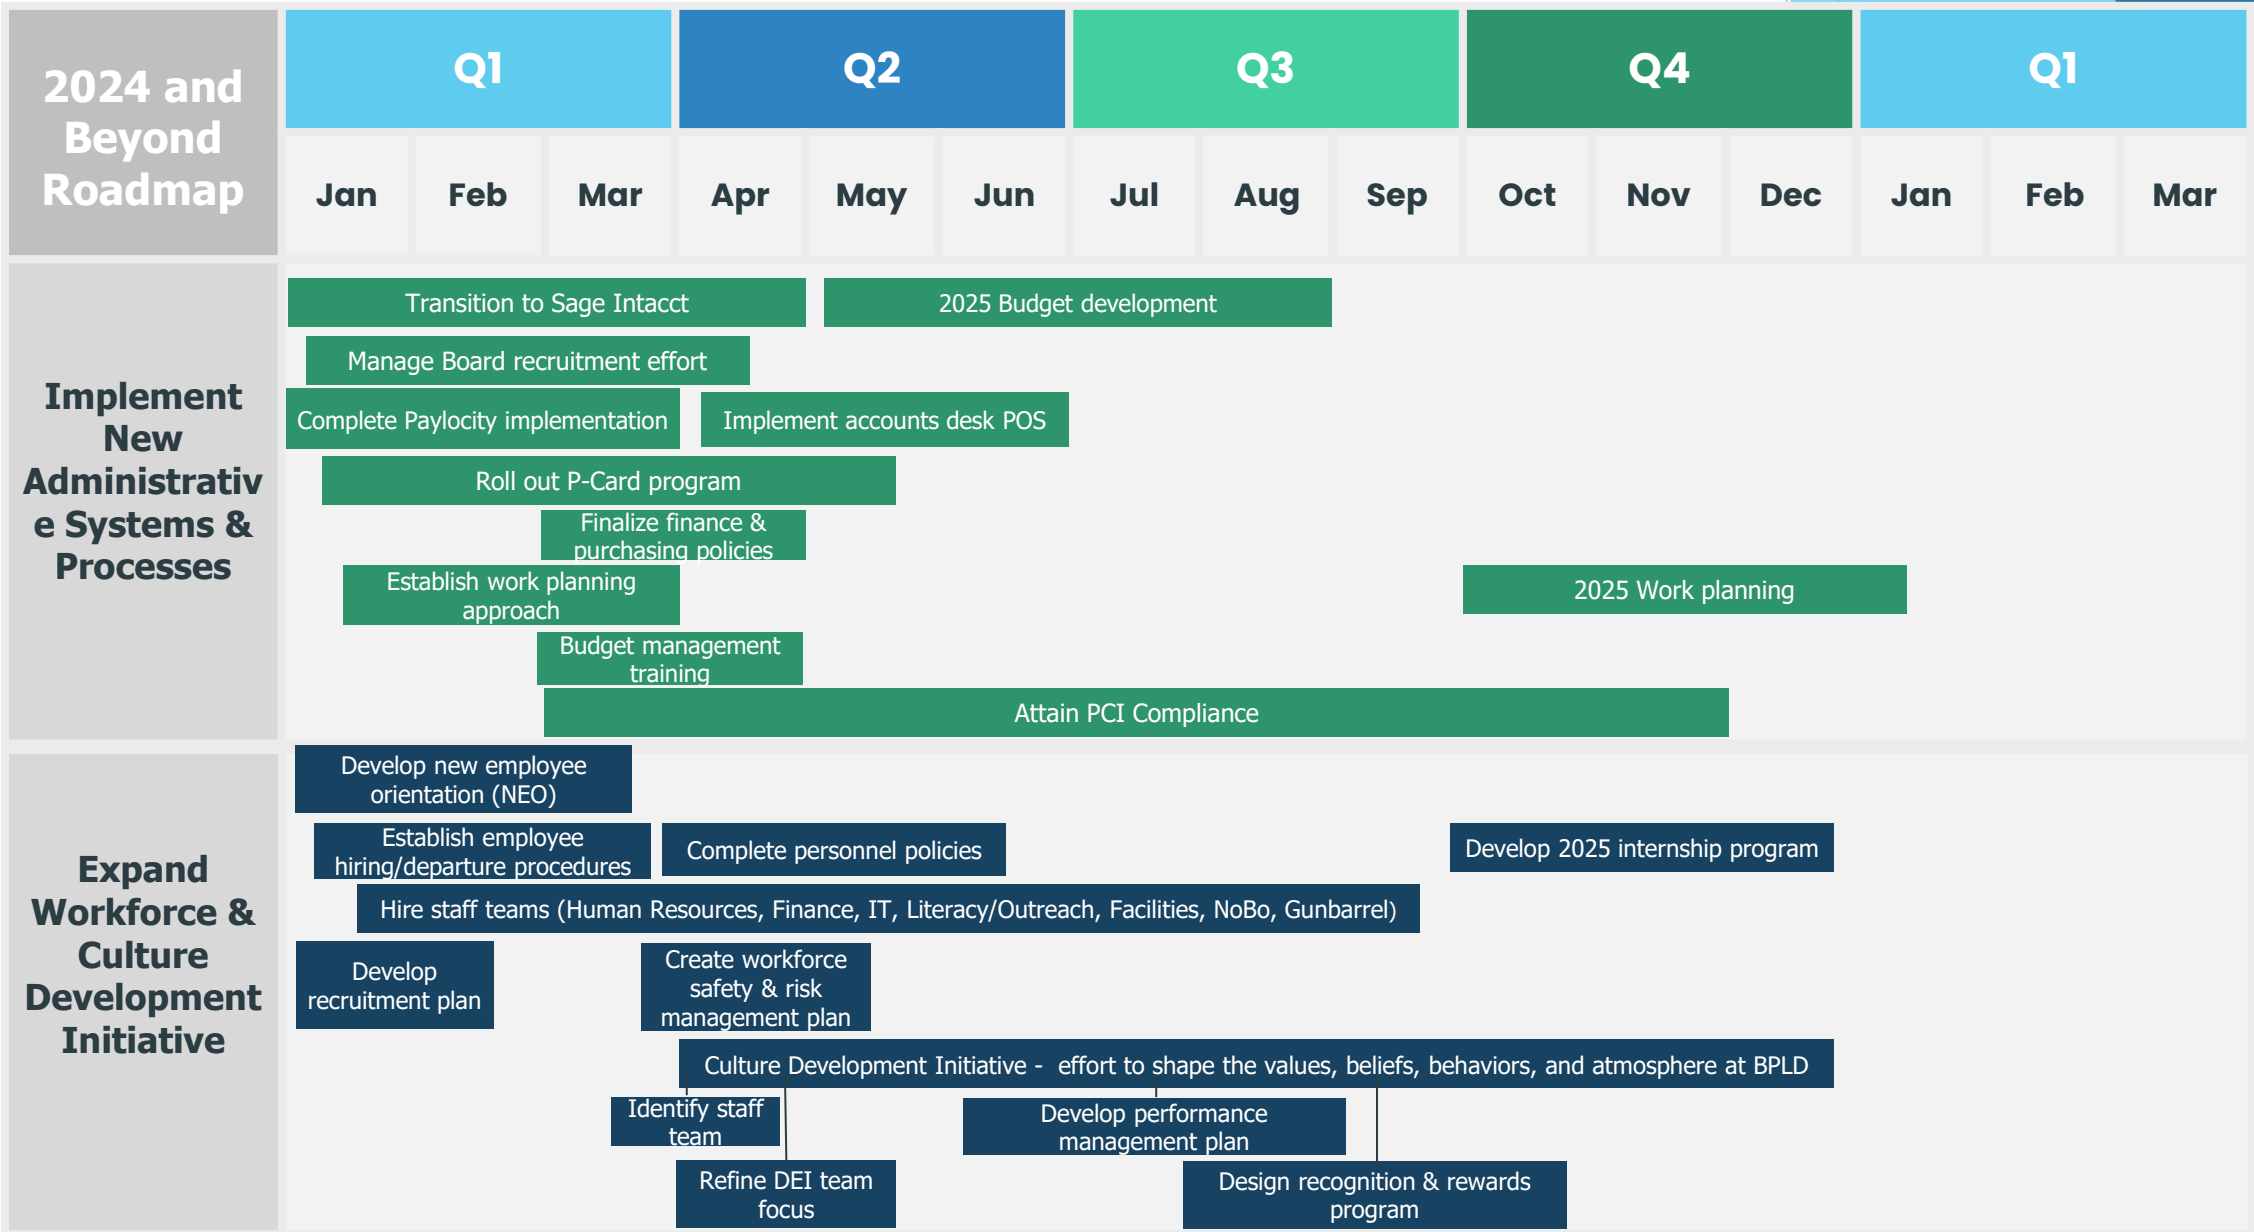 2024 and
Beyond
Roadmap
Q1
Q2
Q3
Q4
Q1
Jan
Feb
Mar
Apr
May
Jun
Jul
Aug
Sep
Oct
Nov
Dec
Jan
Feb
Mar
Implement
New
Administrativ
e Systems &
Processes
Transition to Sage Intacct
2025 Budget development
Manage Board recruitment effort
Complete Paylocity implementation
Implement accounts desk POS
Roll out P-Card program
Finalize finance &
purchasing policies
Establish work planning
approach
2025 Work planning
Budget management
training
Attain PCI Compliance
Expand
Workforce &
Culture
Development
Initiative
Develop new employee
orientation (NEO)
Establish employee
hiring/departure procedures
Complete personnel policies
Develop 2025 internship program
Hire staff teams (Human Resources, Finance, IT, Literacy/Outreach, Facilities, NoBo, Gunbarrel)
Develop
recruitment plan
Create workforce
safety & risk
management plan
Culture Development Initiative - effort to shape the values, beliefs, behaviors, and atmosphere at BPLD
Identify staff
team
Develop performance
management plan
Refine DEI team
focus
Design recognition & rewards
program